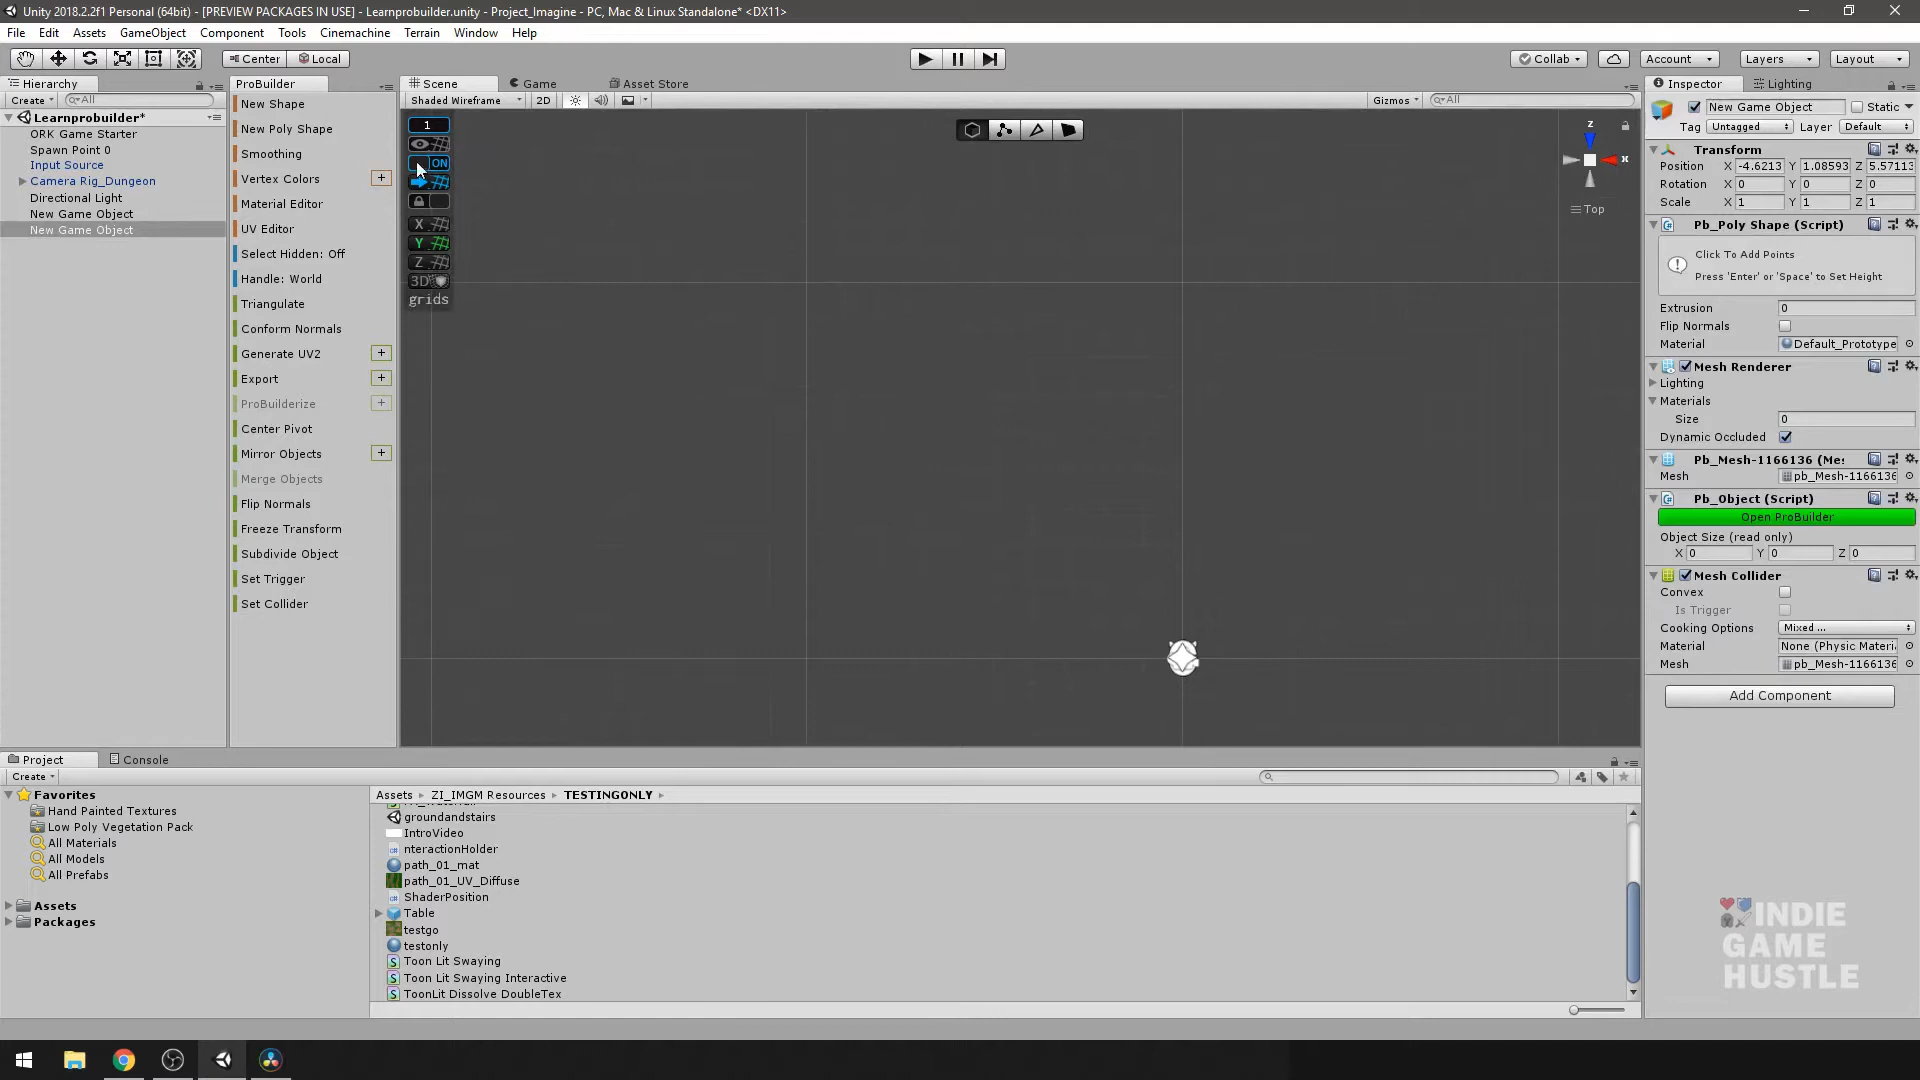 Unity 2018.2.2f1 Personal (64bit) - [PREVIEW PACKAGES IN USE] - Learnprobuilder.unity - Project_Imagine - PC, Mac & Linux Standalone* <DX11>
File Edit Assets GameObject Component Tools Cinemachine Terrain Window Help
Center Local Collab Account Layers Layout
Hierarchy
Create All
Learnprobuilder*
ORK Game Starter
Spawn Point 0
Input Source
Camera Rig_Dungeon
Directional Light
New Game Object
New Game Object
ProBuilder
New Shape
New Poly Shape
Smoothing
Vertex Colors +
Material Editor
UV Editor
Select Hidden: Off
Handle: World
Triangulate
Conform Normals
Generate UV2 +
Export +
ProBuilderize +
Center Pivot
Mirror Objects +
Merge Objects
Flip Normals
Freeze Transform
Subdivide Object
Set Trigger
Set Collider
Scene Game Asset Store
Shaded Wireframe 2D Gizmos All
1
ON
X
Y
Z
3D
grids
z
x
Top
Inspector Lighting
New Game Object Static
Tag Untagged Layer Default
Transform
Position X -4.6213 Y 1.08593 Z 5.57113
Rotation X 0 Y 0 Z 0
Scale X 1 Y 1 Z 1
Pb_Poly Shape (Script)
Click To Add Points
Press 'Enter' or 'Space' to Set Height
Extrusion 0
Flip Normals
Material Default_Prototype
Mesh Renderer
Lighting
Materials
Size 0
Dynamic Occluded
Pb_Mesh-1166136 (Mes
Mesh pb_Mesh-1166136
Pb_Object (Script)
Open ProBuilder
Object Size (read only)
X 0 Y 0 Z 0
Mesh Collider
Convex
Is Trigger
Cooking Options Mixed ...
Material None (Physic Materi
Mesh pb_Mesh-1166136
Add Component
Project Console
Create
Favorites
Hand Painted Textures
Low Poly Vegetation Pack
All Materials
All Models
All Prefabs
Assets
Packages
Assets ZI_IMGM Resources TESTINGONLY
groundandstairs
IntroVideo
nteractionHolder
path_01_mat
path_01_UV_Diffuse
ShaderPosition
Table
testgo
testonly
Toon Lit Swaying
Toon Lit Swaying Interactive
ToonLit Dissolve DoubleTex
INDIE
GAME
HUSTLE